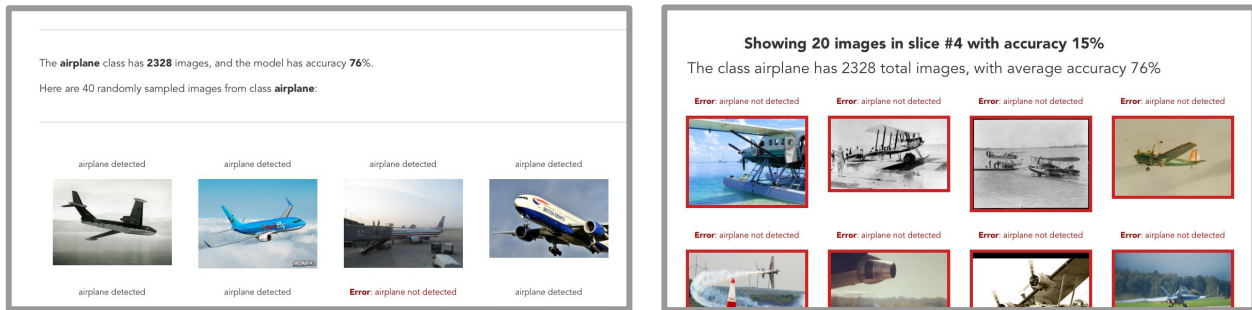 The airplane class has 2328 images, and the model has accuracy 76%.
Here are 40 randomly sampled images from class airplane:
airplane detected
airplane detected
airplane detected
airplane detected
airplane detected
airplane detected
Error: airplane not detected
airplane detected
Showing 20 images in slice #4 with accuracy 15%
The class airplane has 2328 total images, with average accuracy 76%
Error: airplane not detected
Error: airplane not detected
Error: airplane not detected
Error: airplane not detected
Error: airplane not detected
Error: airplane not detected
Error: airplane not detected
Error: airplane not detected